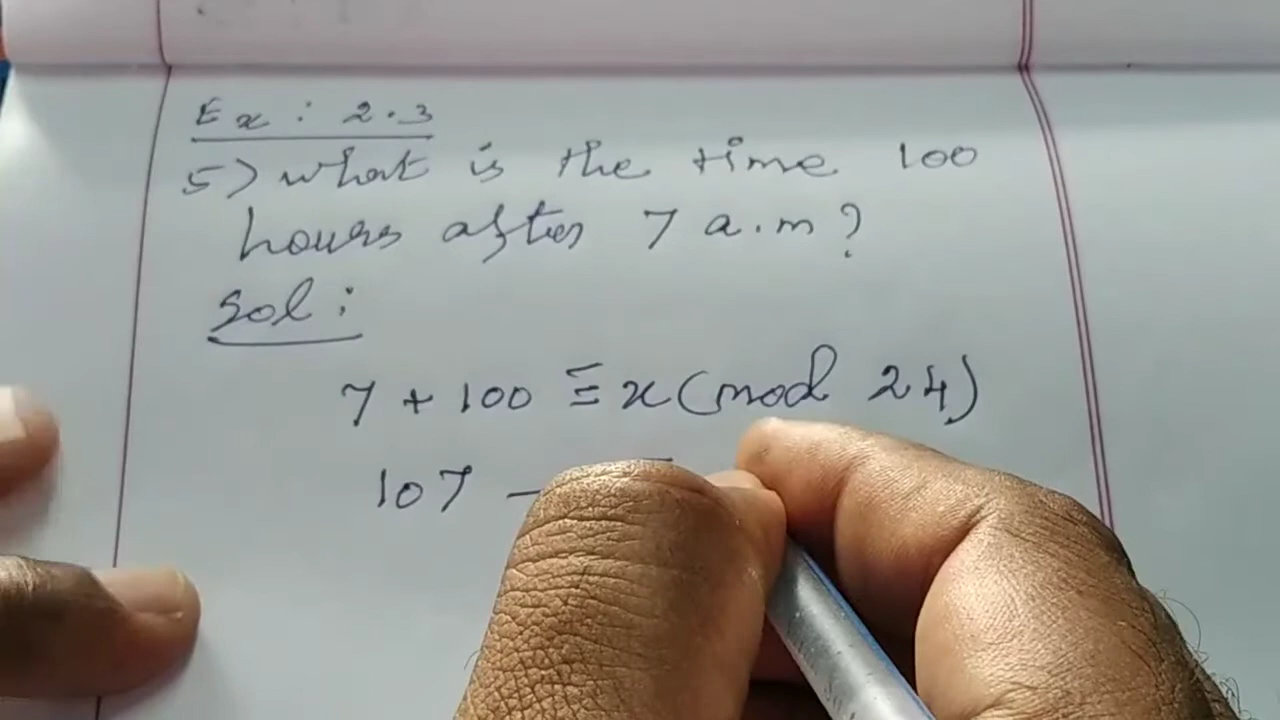 Ex : 2.3
5) what is the time 100
hours after 7 a.m?
Sol :
7 + 100 ≡ x (mod 24)
107 -